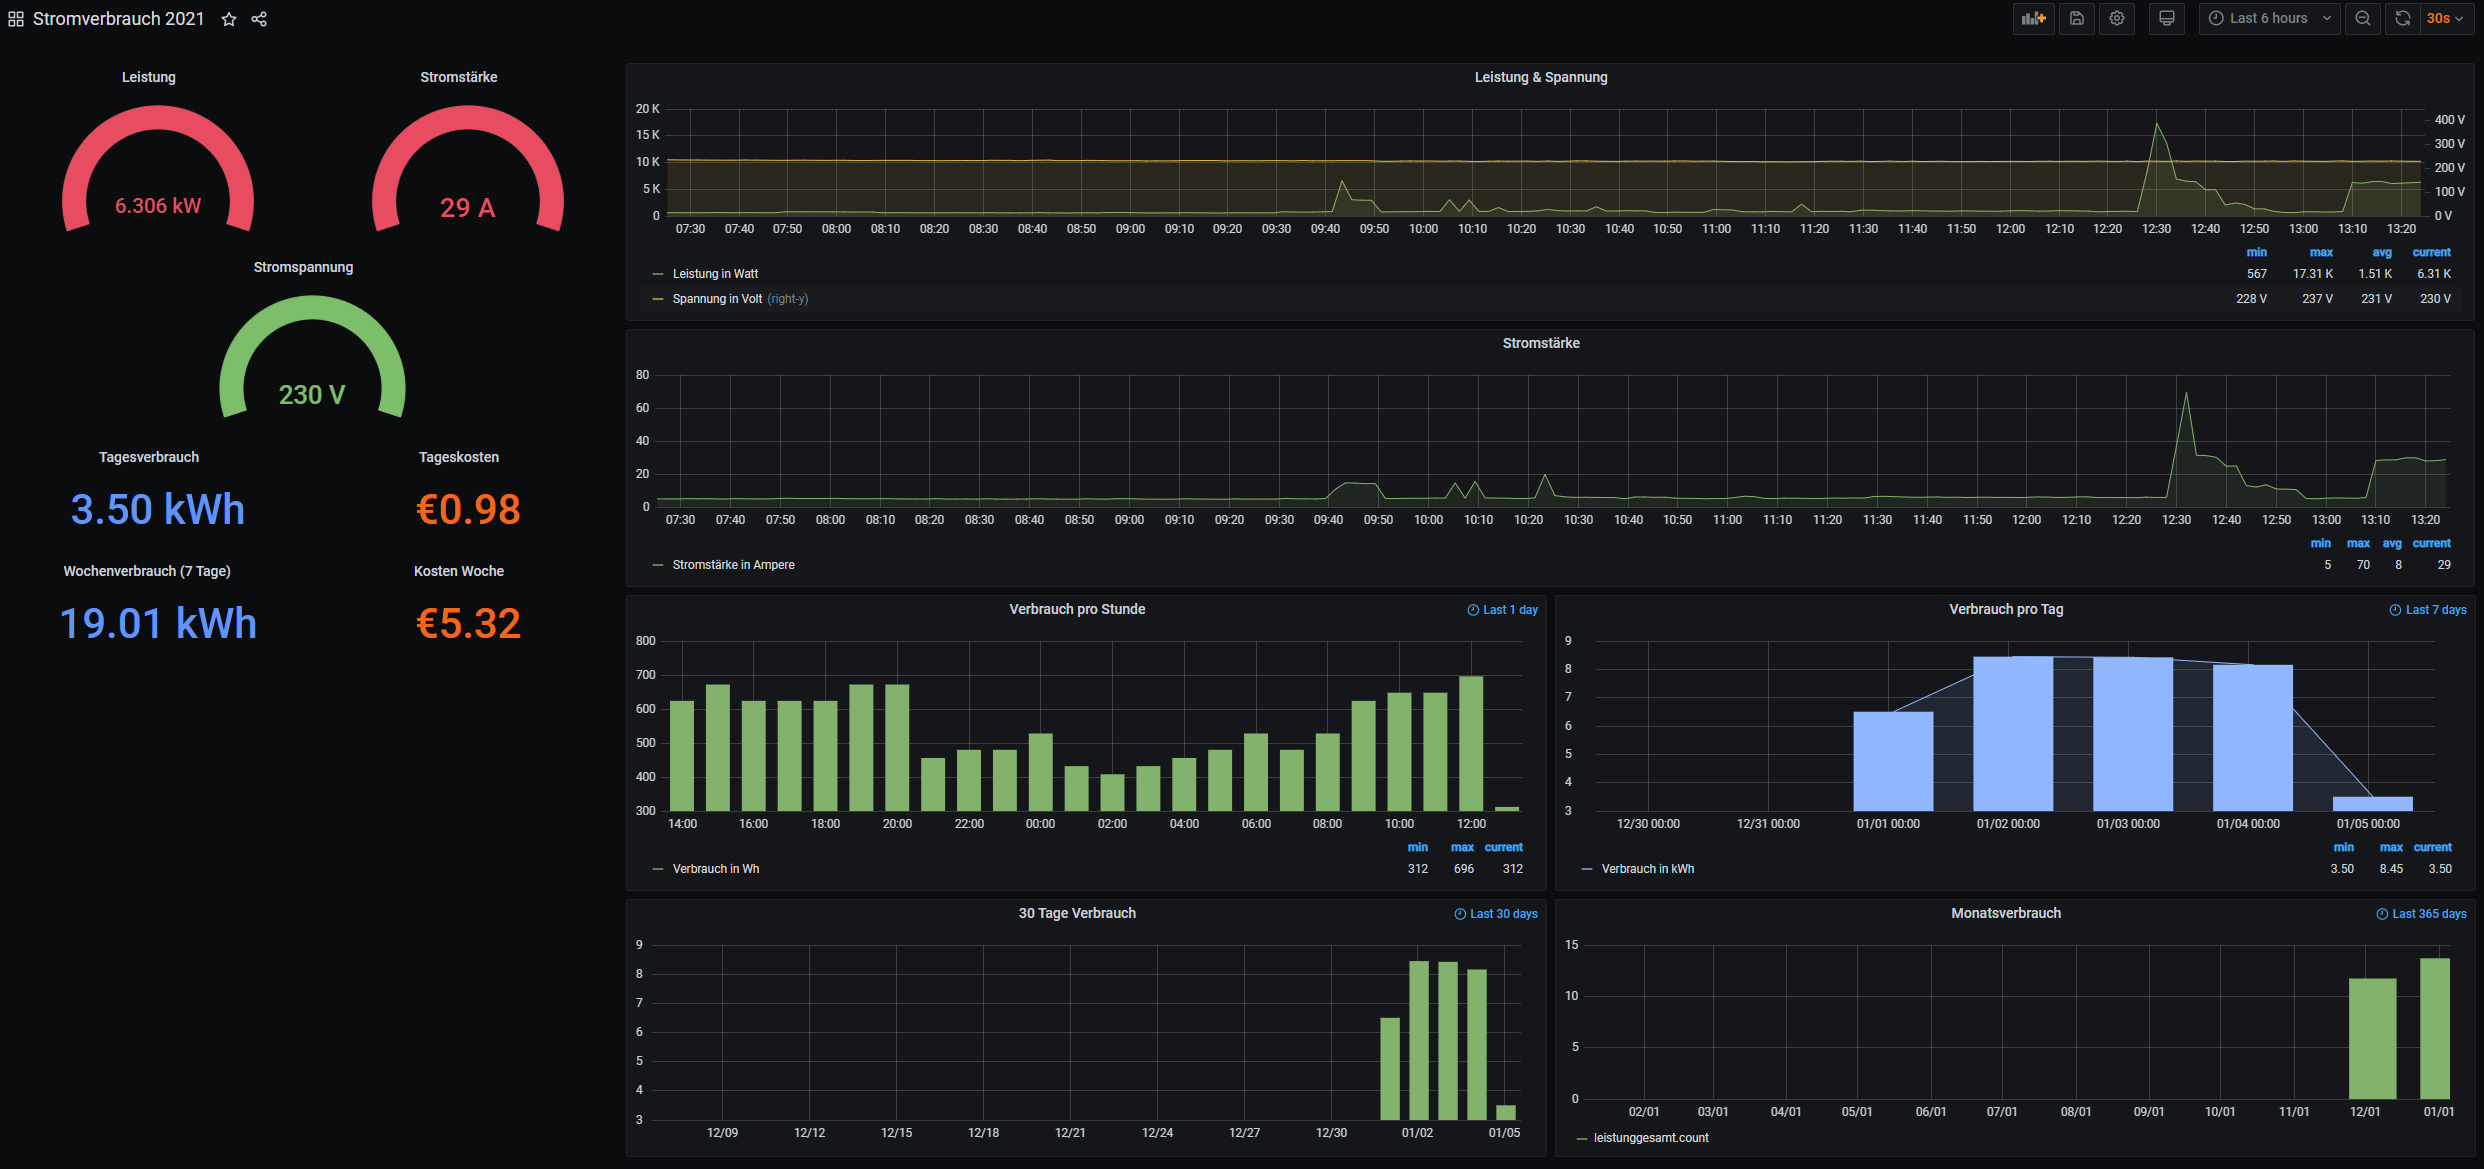 Stromverbrauch 2021
Last 6 hours
30s
Leistung
6.306 kW
Stromstärke
29 A
Stromspannung
230 V
Tagesverbrauch
3.50 kWh
Tageskosten
€0.98
Wochenverbrauch (7 Tage)
19.01 kWh
Kosten Woche
€5.32
Leistung & Spannung
20 K
15 K
10 K
5 K
0
400 V
300 V
200 V
100 V
0 V
07:30 07:40 07:50 08:00 08:10 08:20 08:30 08:40 08:50 09:00 09:10 09:20 09:30 09:40 09:50 10:00 10:10 10:20 10:30 10:40 10:50 11:00 11:10 11:20 11:30 11:40 11:50 12:00 12:10 12:20 12:30 12:40 12:50 13:00 13:10 13:20
min max avg current
Leistung in Watt 567 17.31 K 1.51 K 6.31 K
Spannung in Volt (right-y) 228 V 237 V 231 V 230 V
Stromstärke
80
60
40
20
0
07:30 07:40 07:50 08:00 08:10 08:20 08:30 08:40 08:50 09:00 09:10 09:20 09:30 09:40 09:50 10:00 10:10 10:20 10:30 10:40 10:50 11:00 11:10 11:20 11:30 11:40 11:50 12:00 12:10 12:20 12:30 12:40 12:50 13:00 13:10 13:20
min max avg current
Stromstärke in Ampere 5 70 8 29
Verbrauch pro Stunde
Last 1 day
800
700
600
500
400
300
14:00 16:00 18:00 20:00 22:00 00:00 02:00 04:00 06:00 08:00 10:00 12:00
min max current
Verbrauch in Wh 312 696 312
Verbrauch pro Tag
Last 7 days
9
8
7
6
5
4
3
12/30 00:00 12/31 00:00 01/01 00:00 01/02 00:00 01/03 00:00 01/04 00:00 01/05 00:00
min max current
Verbrauch in kWh 3.50 8.45 3.50
30 Tage Verbrauch
Last 30 days
9
8
7
6
5
4
3
12/09 12/12 12/15 12/18 12/21 12/24 12/27 12/30 01/02 01/05
Monatsverbrauch
Last 365 days
15
10
5
0
02/01 03/01 04/01 05/01 06/01 07/01 08/01 09/01 10/01 11/01 12/01 01/01
leistunggesamt.count